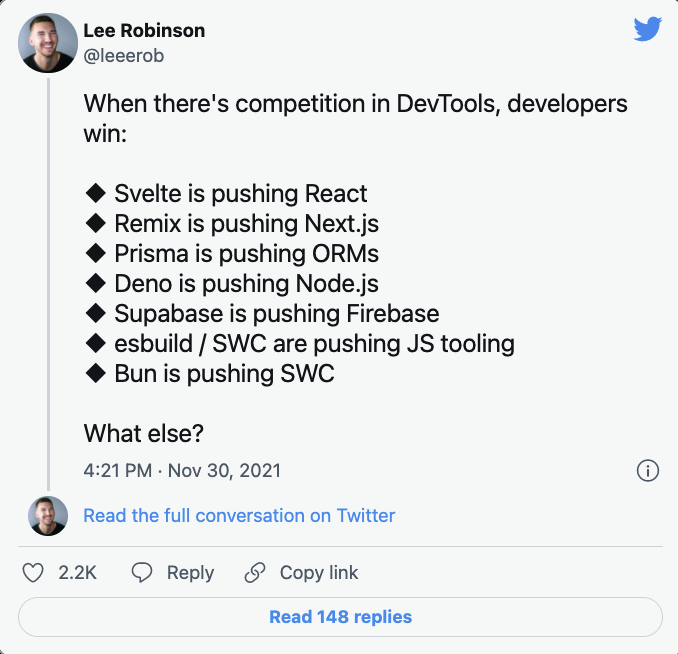 Lee Robinson
@leeerob
When there's competition in DevTools, developers
win:
◆ Svelte is pushing React
◆ Remix is pushing Next.js
◆ Prisma is pushing ORMs
◆ Deno is pushing Node.js
◆ Supabase is pushing Firebase
◆ esbuild / SWC are pushing JS tooling
◆ Bun is pushing SWC
What else?
4:21 PM · Nov 30, 2021
Read the full conversation on Twitter
2.2K Reply Copy link
Read 148 replies